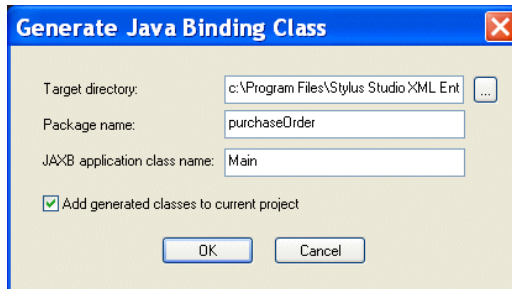 Generate Java Binding Class
Target directory: c:\Program Files\Stylus Studio XML Ent ...
Package name: purchaseOrder
JAXB application class name: Main
Add generated classes to current project
OK Cancel